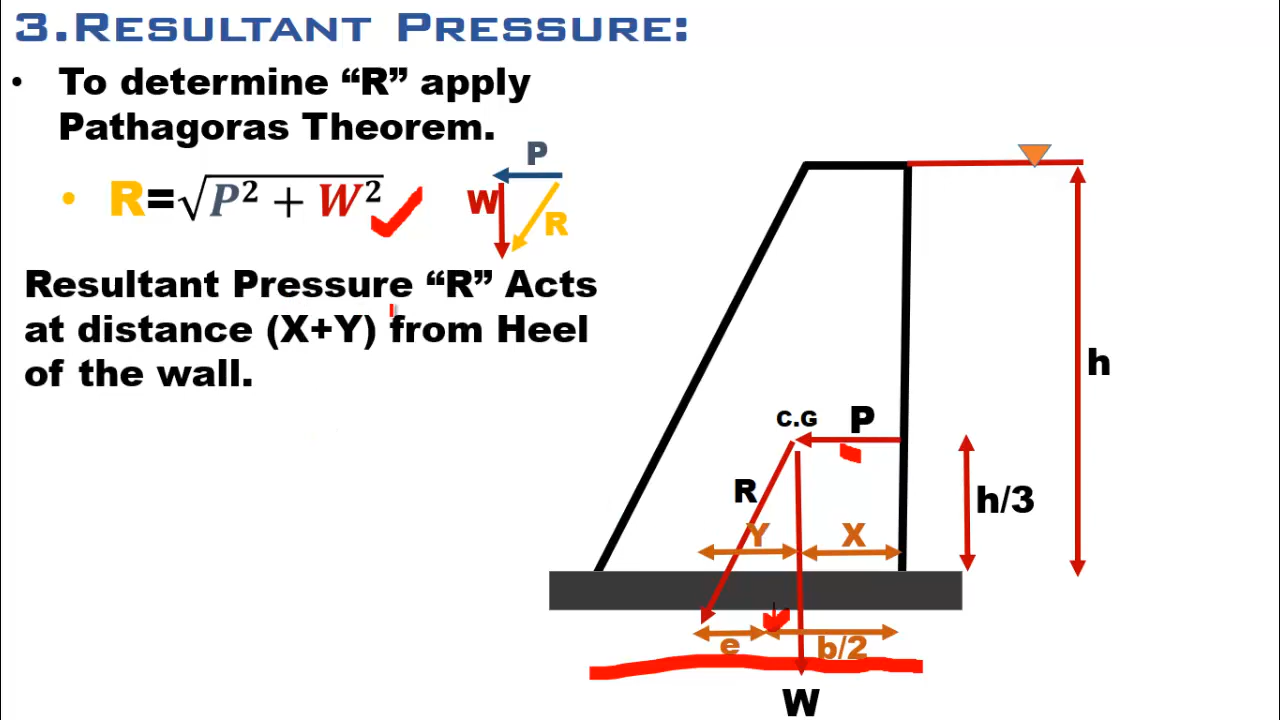 3.RESULTANT PRESSURE:
• To determine “R” apply
Pathagoras Theorem.
• R=√P² + W²
P
W
R
Resultant Pressure “R” Acts
at distance (X+Y) from Heel
of the wall.
h
C.G
P
R
h/3
Y
X
e
b/2
W